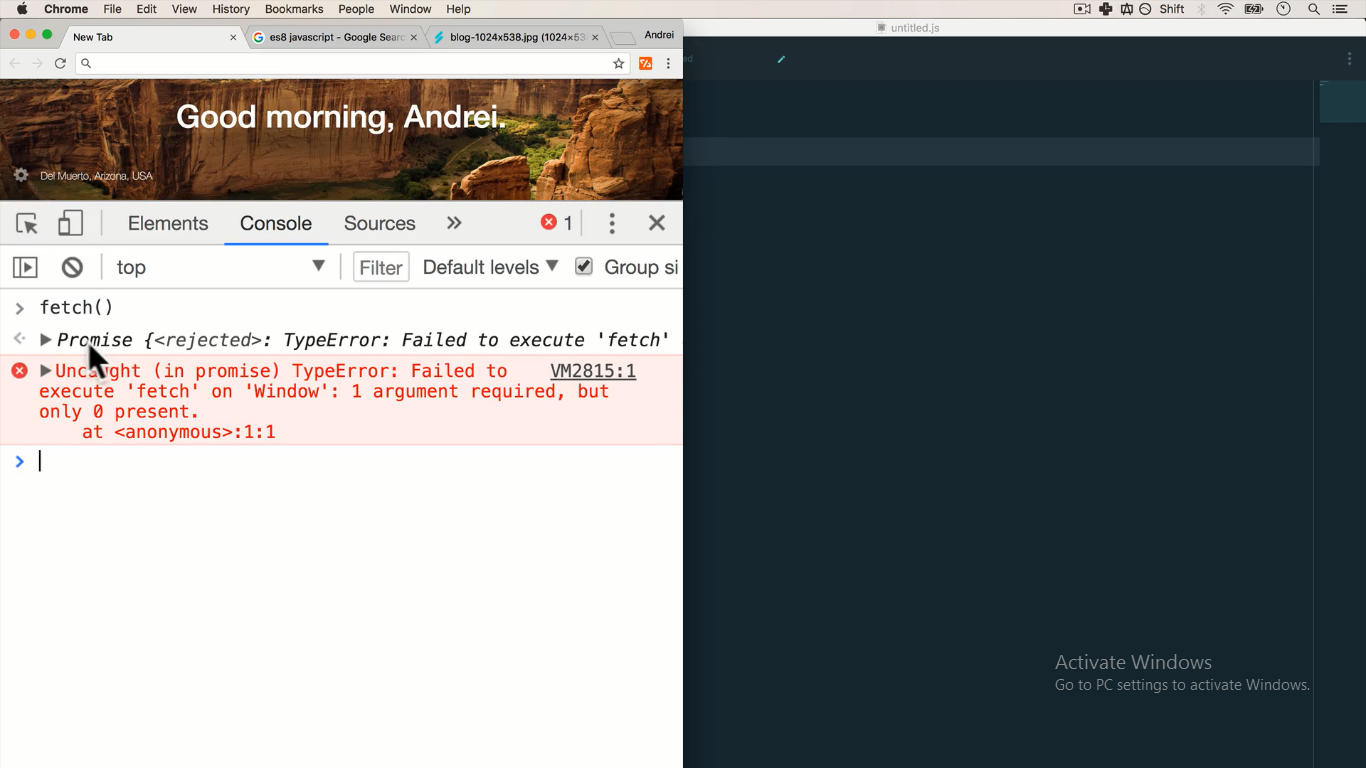 Chrome File Edit View History Bookmarks People Window Help Shift
New Tab es8 javascript - Google Searc blog-1024x538.jpg (1024×53 Andrei
untitled.js
ed
Good morning, Andrei.
Del Muerto, Arizona, USA
Elements Console Sources 1
top Filter Default levels Group si
fetch()
Promise {<rejected>: TypeError: Failed to execute 'fetch'
Uncaught (in promise) TypeError: Failed to VM2815:1
execute 'fetch' on 'Window': 1 argument required, but
only 0 present.
at <anonymous>:1:1
Activate Windows
Go to PC settings to activate Windows.